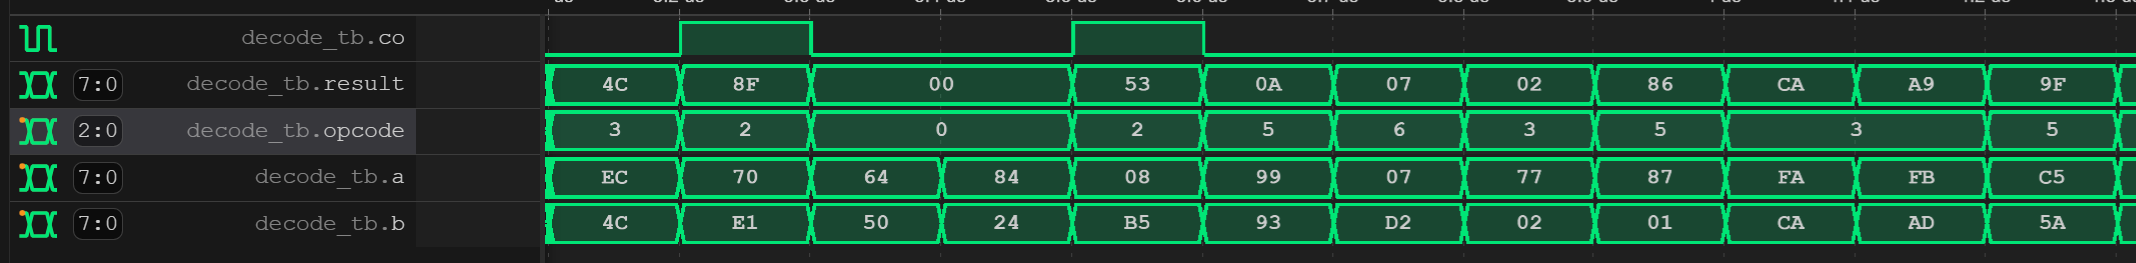 decode_tb.co
7:0 decode_tb.result 4C 8F 00 53 0A 07 02 86 CA A9 9F
2:0 decode_tb.opcode 3 2 0 2 5 6 3 5 3 5
7:0 decode_tb.a EC 70 64 84 08 99 07 77 87 FA FB C5
7:0 decode_tb.b 4C E1 50 24 B5 93 D2 02 01 CA AD 5A